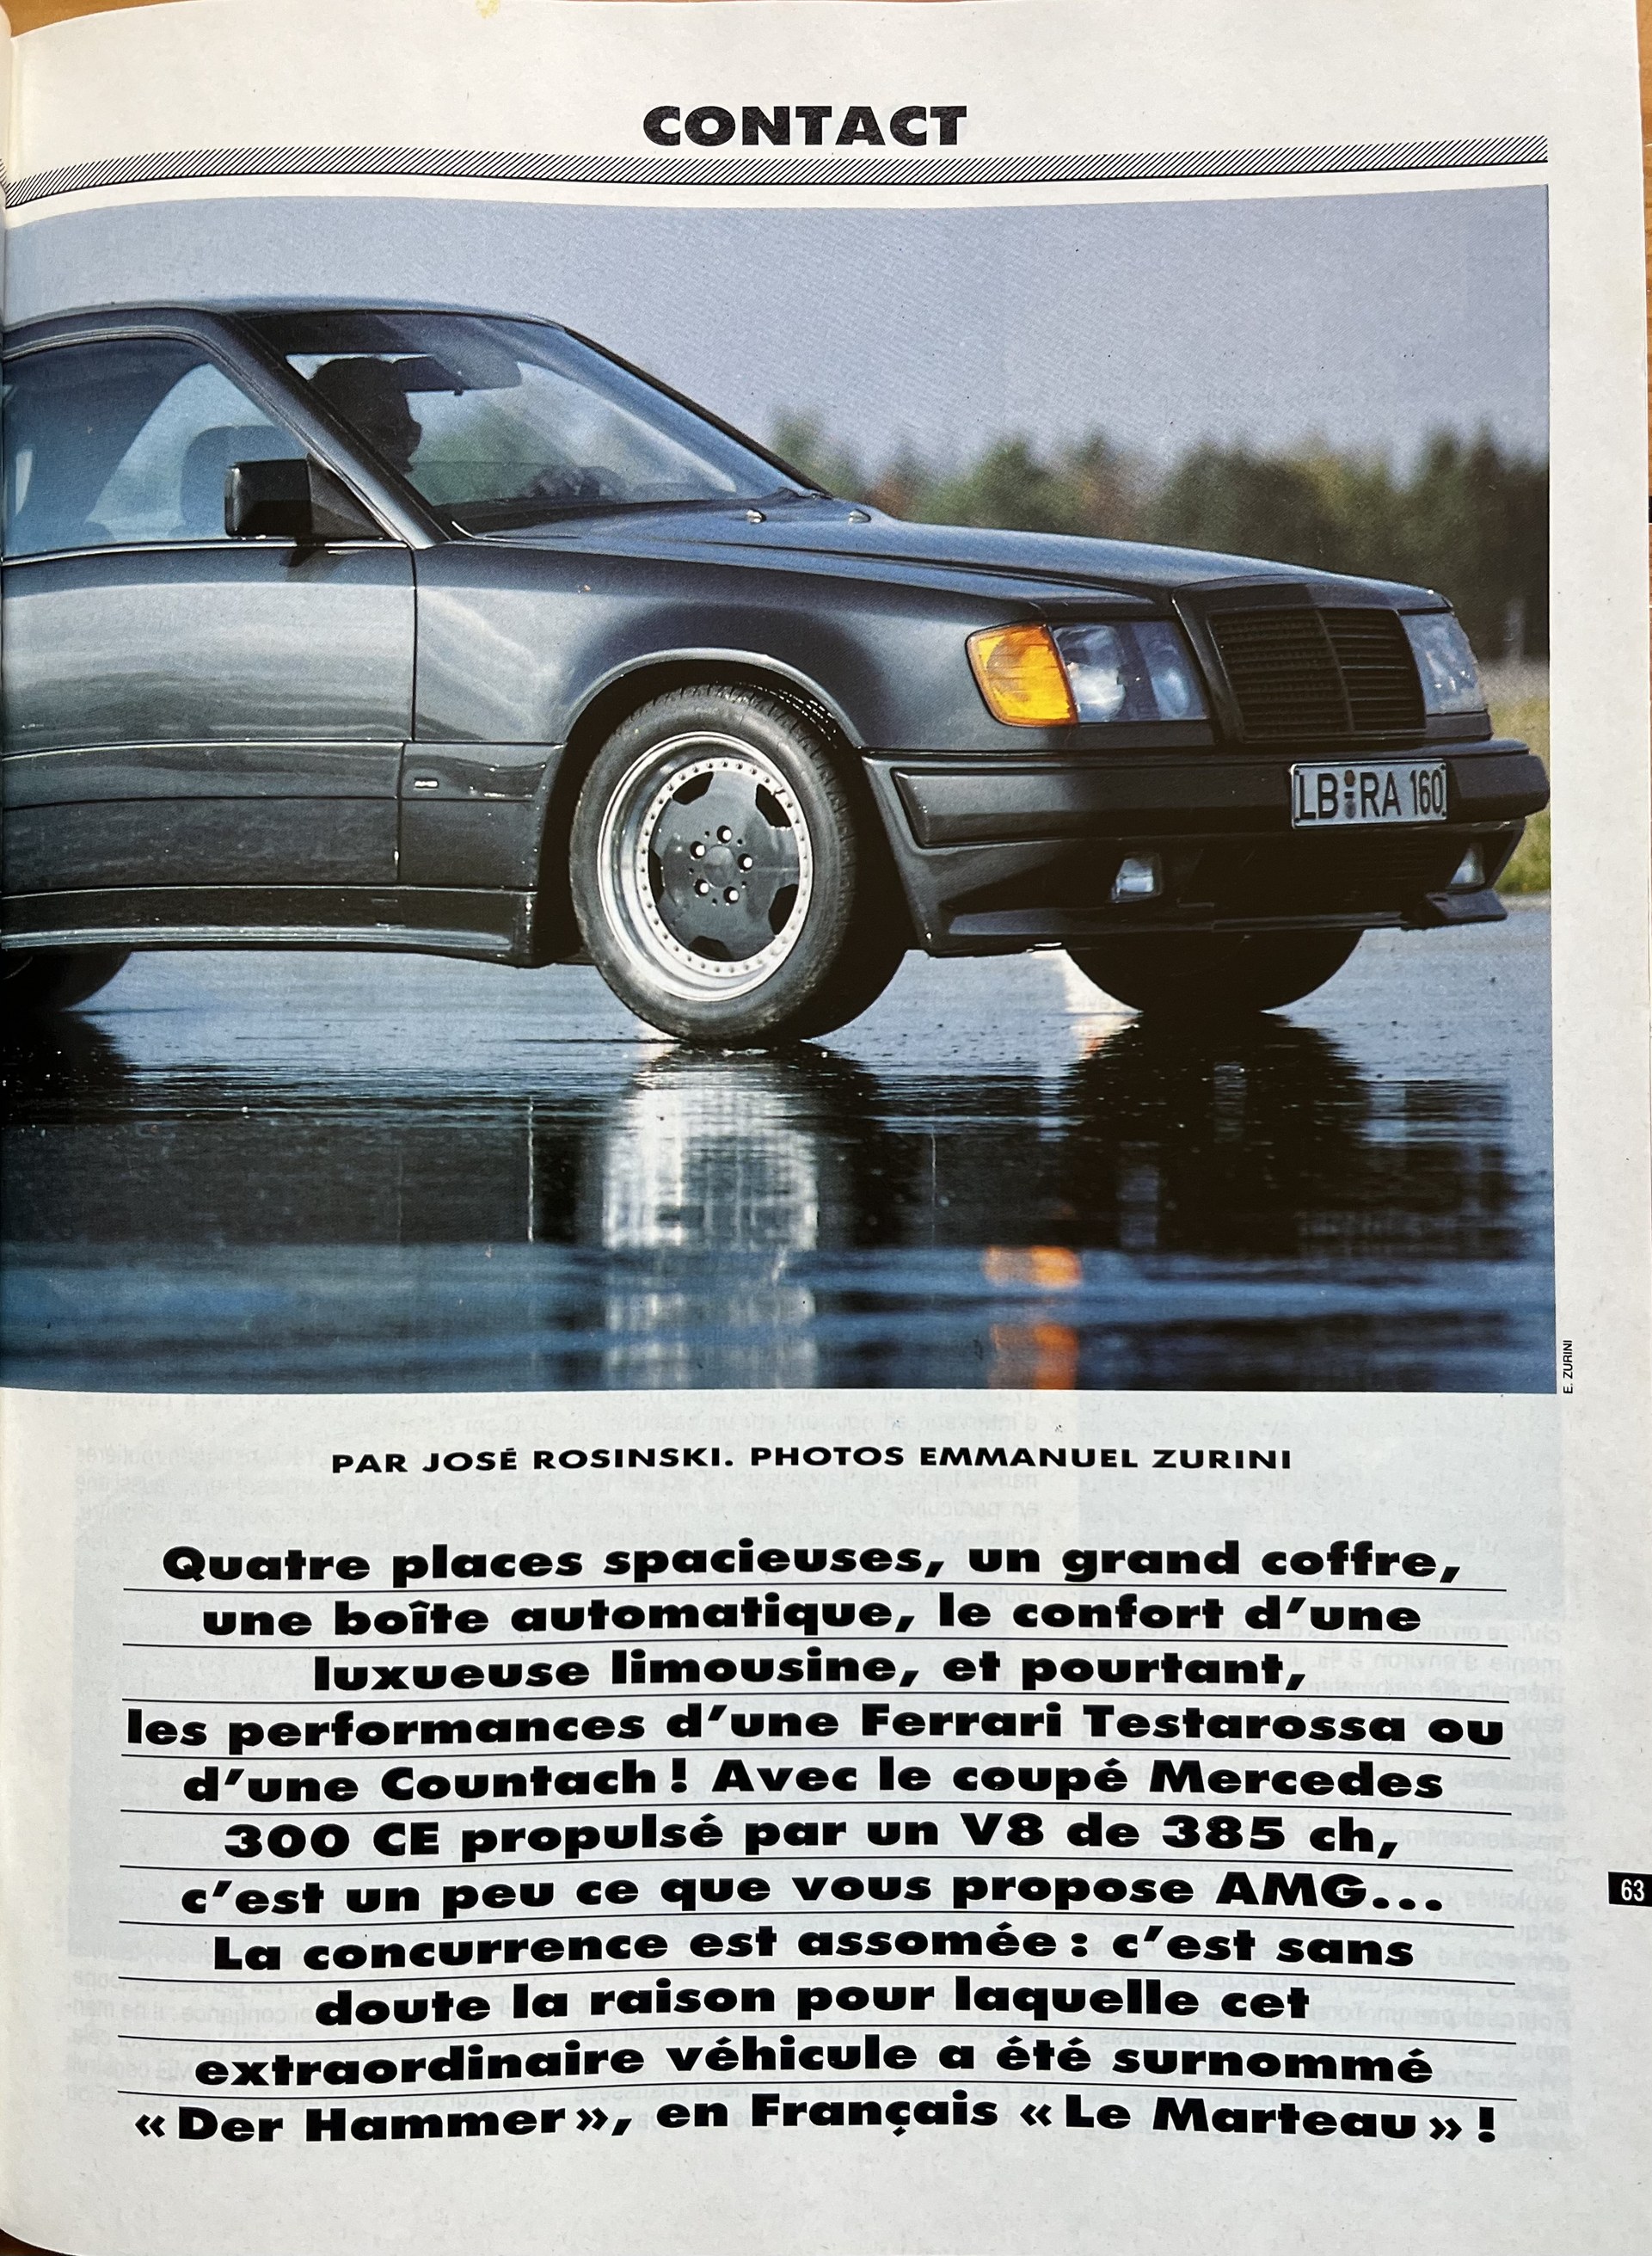 CONTACT
LB RA 160
E. ZURINI
PAR JOSÉ ROSINSKI. PHOTOS EMMANUEL ZURINI
Quatre places spacieuses, un grand coffre,
une boîte automatique, le confort d'une
luxueuse limousine, et pourtant,
les performances d'une Ferrari Testarossa ou
d'une Countach ! Avec le coupé Mercedes
300 CE propulsé par un V8 de 385 ch,
c'est un peu ce que vous propose AMG...
La concurrence est assomée : c'est sans
doute la raison pour laquelle cet
extraordinaire véhicule a été surnommé
« Der Hammer », en Français « Le Marteau » !
63